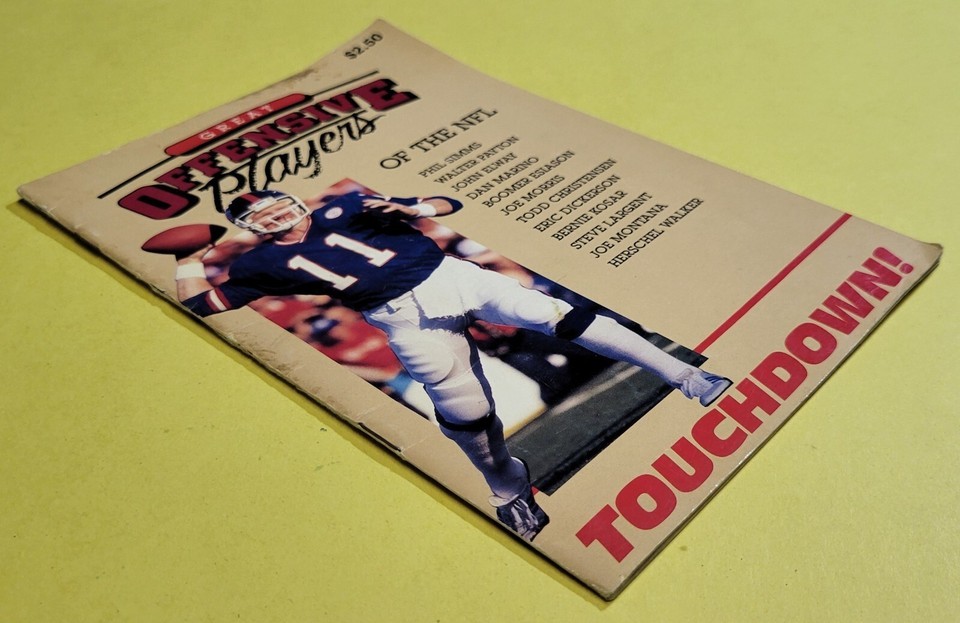 $2.50
GREAT
OFFENSIVE
Players
OF THE NFL
PHIL SIMMS
WALTER PAYTON
JOHN ELWAY
DAN MARINO
BOOMER ESIASON
JOE MORRIS
TODD CHRISTENSEN
ERIC DICKERSON
BERNIE KOSAR
STEVE LARGENT
JOE MONTANA
HERSCHEL WALKER
11
TOUCHDOWN!